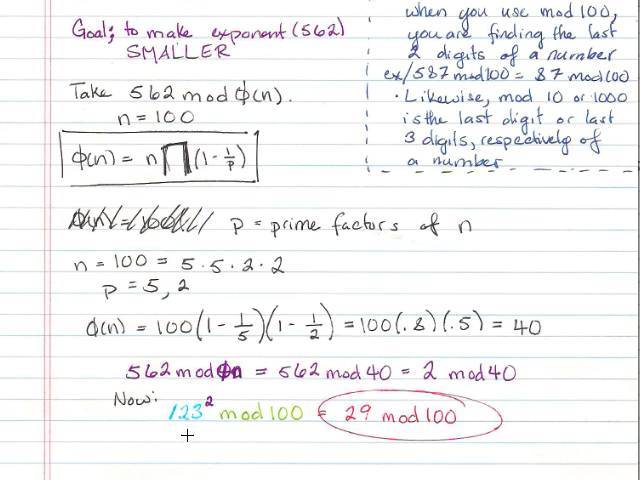 Goal: to make exponent (562)
SMALLER
Take 562 mod Φ(n).
n = 100
Φ(n) = n∏(1 - 1/p)
when you use mod 100,
you are finding the last
2 digits of a number
ex/587 mod 100 = 87 mod 100
• Likewise, mod 10 or 1000
is the last digit or last
3 digits, respectively of
a number
p = prime factors of n
n = 100 = 5·5·2·2
p = 5, 2
Φ(n) = 100(1 - 1/5)(1 - 1/2) = 100(.8)(.5) = 40
562 mod Φn = 562 mod 40 = 2 mod 40
Now:
123² mod 100 = 29 mod 100